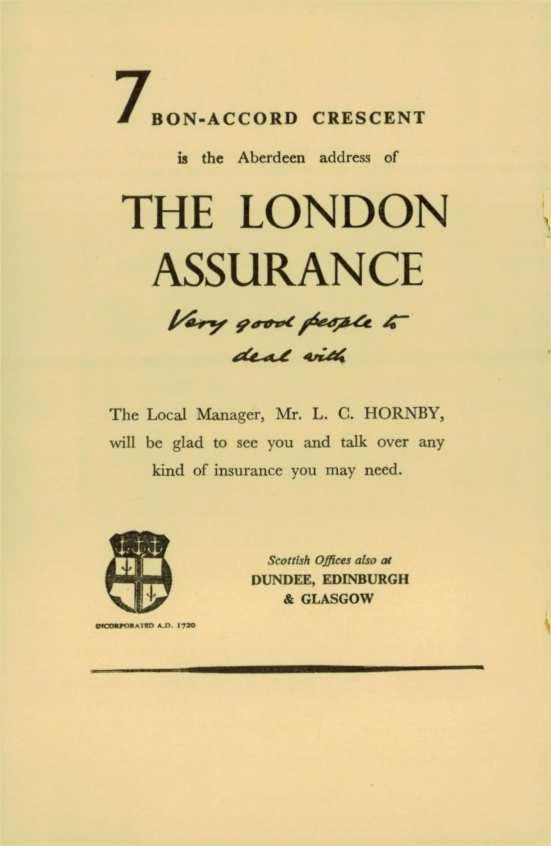 7 BON-ACCORD CRESCENT
is the Aberdeen address of
THE LONDON
ASSURANCE
Very good people to
deal with
The Local Manager, Mr. L. C. HORNBY,
will be glad to see you and talk over any
kind of insurance you may need.
Scottish Offices also at
DUNDEE, EDINBURGH
& GLASGOW
INCORPORATED A.D. 1720